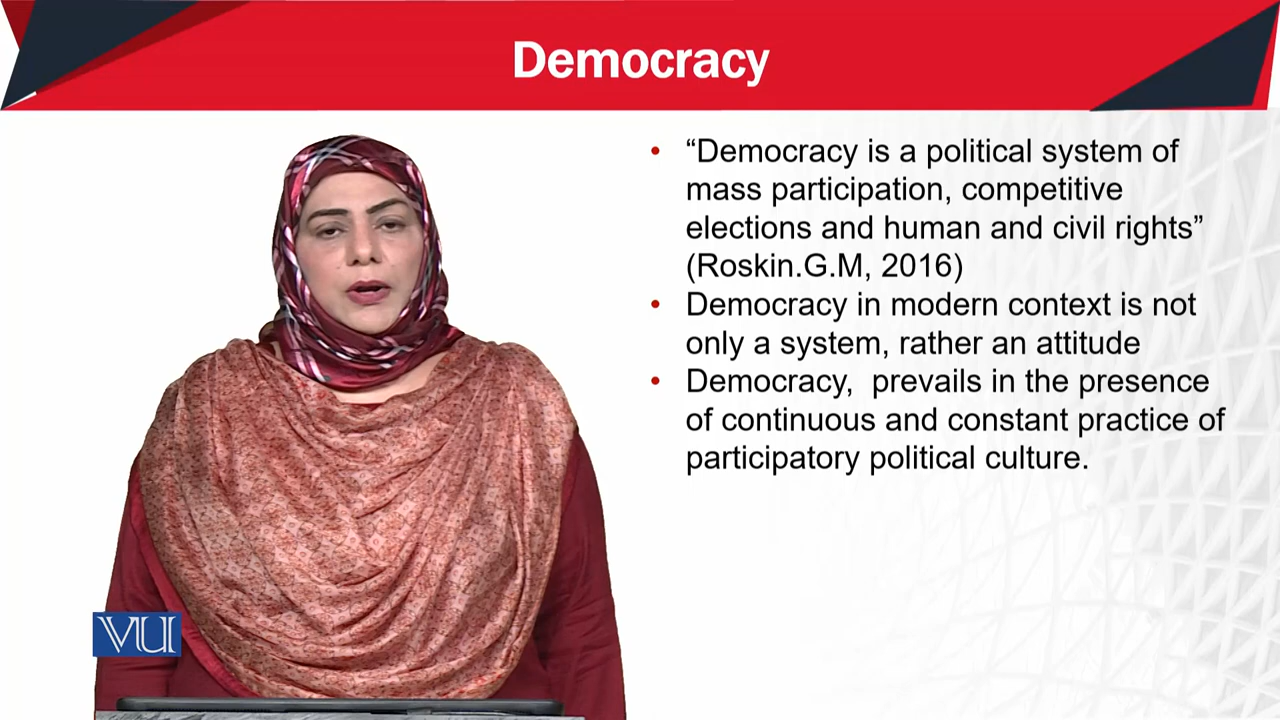 Democracy
• “Democracy is a political system of
mass participation, competitive
elections and human and civil rights”
(Roskin.G.M, 2016)
• Democracy in modern context is not
only a system, rather an attitude
• Democracy,  prevails in the presence
of continuous and constant practice of
participatory political culture.
VU